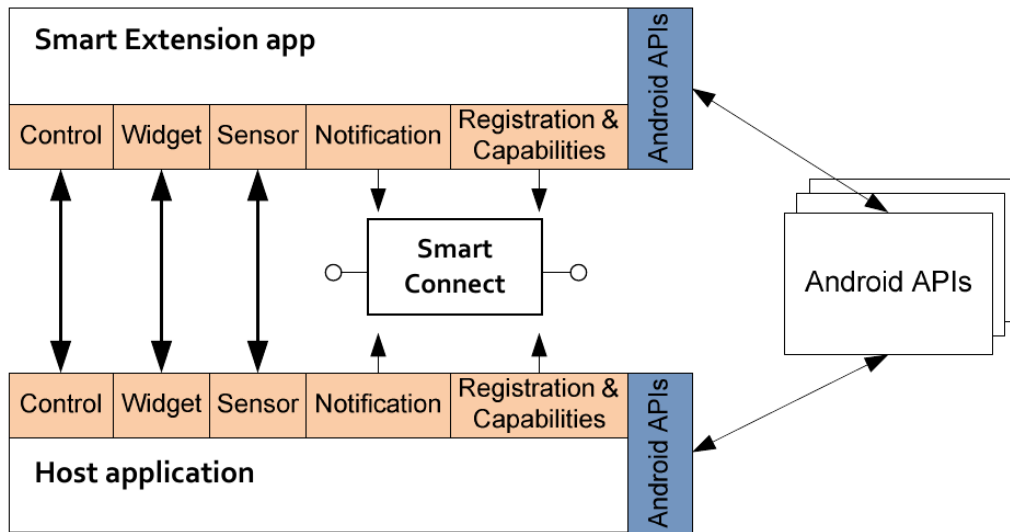 Smart Extension app
Android APIs
Control
Widget
Sensor
Notification
Registration &
Capabilities
Smart
Connect
Android APIs
Control
Widget
Sensor
Notification
Registration &
Capabilities
Android APIs
Host application